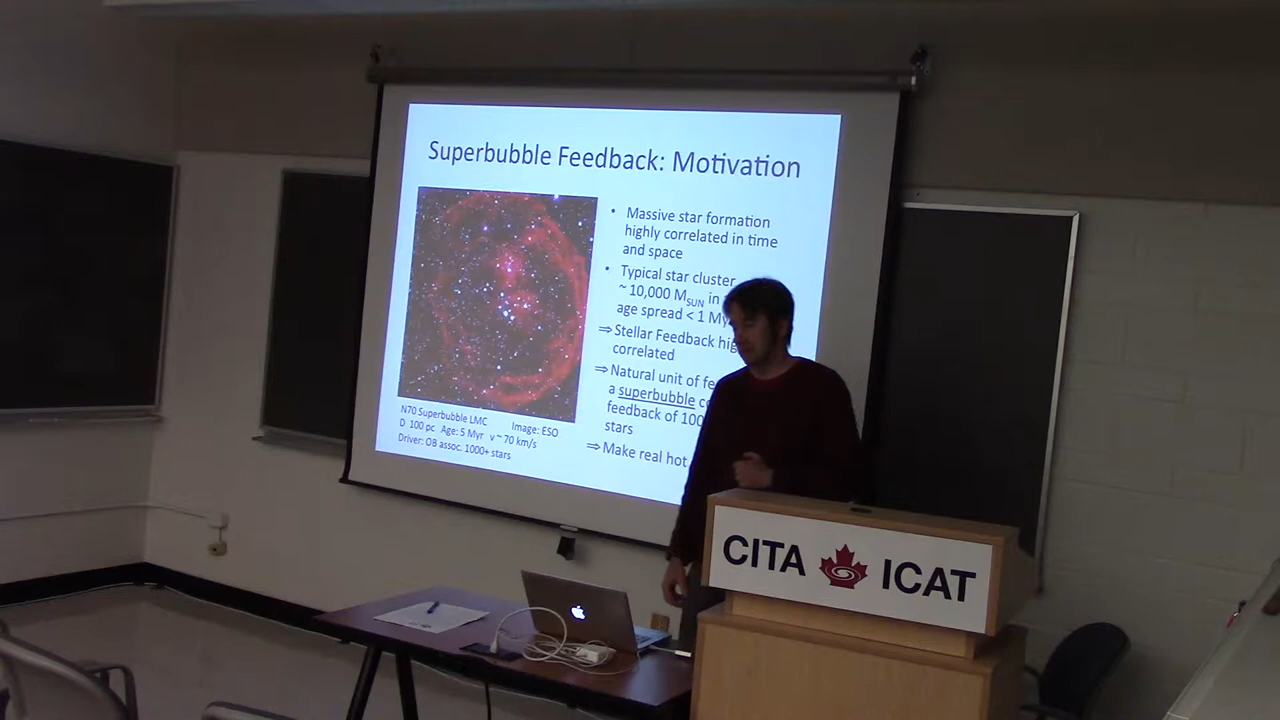 Superbubble Feedback: Motivation
• Massive star formation
highly correlated in time
and space
• Typical star cluster
~ 10,000 MSUN in
age spread < 1 My
⇒ Stellar Feedback hig
correlated
⇒ Natural unit of fe
a superbubble co
feedback of 100
stars
⇒ Make real hot
N70 Superbubble LMC Image: ESO
D 100 pc Age: 5 Myr v ~ 70 km/s
Driver: OB assoc. 1000+ stars
CITA ICAT